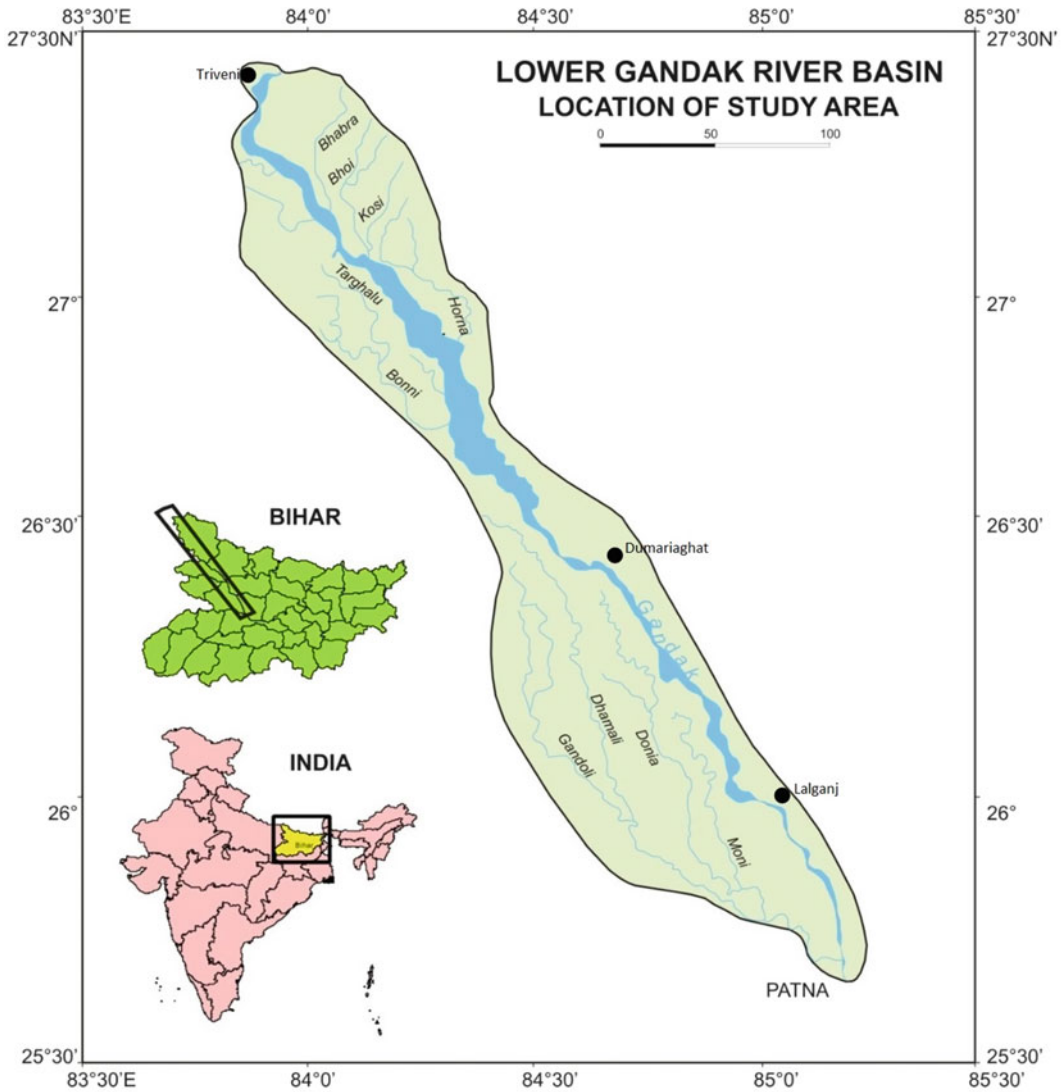 83°30'E
84°0'
84°30'
85°0'
85°30'
27°30N'
27°30N'
LOWER GANDAK RIVER BASIN
LOCATION OF STUDY AREA
0 50 100
Triveni
Bhabra
Bhoi
Kosi
Targhalu
27°
27°
Horna
Bonni
BIHAR
26°30'
26°30'
Dumariaghat
Gandak
Dhamali
Donia
Gandoli
INDIA
Bihar
26°
26°
Lalganj
Moni
PATNA
25°30'
25°30'
83°30'E
84°0'
84°30'
85°0'
85°30'